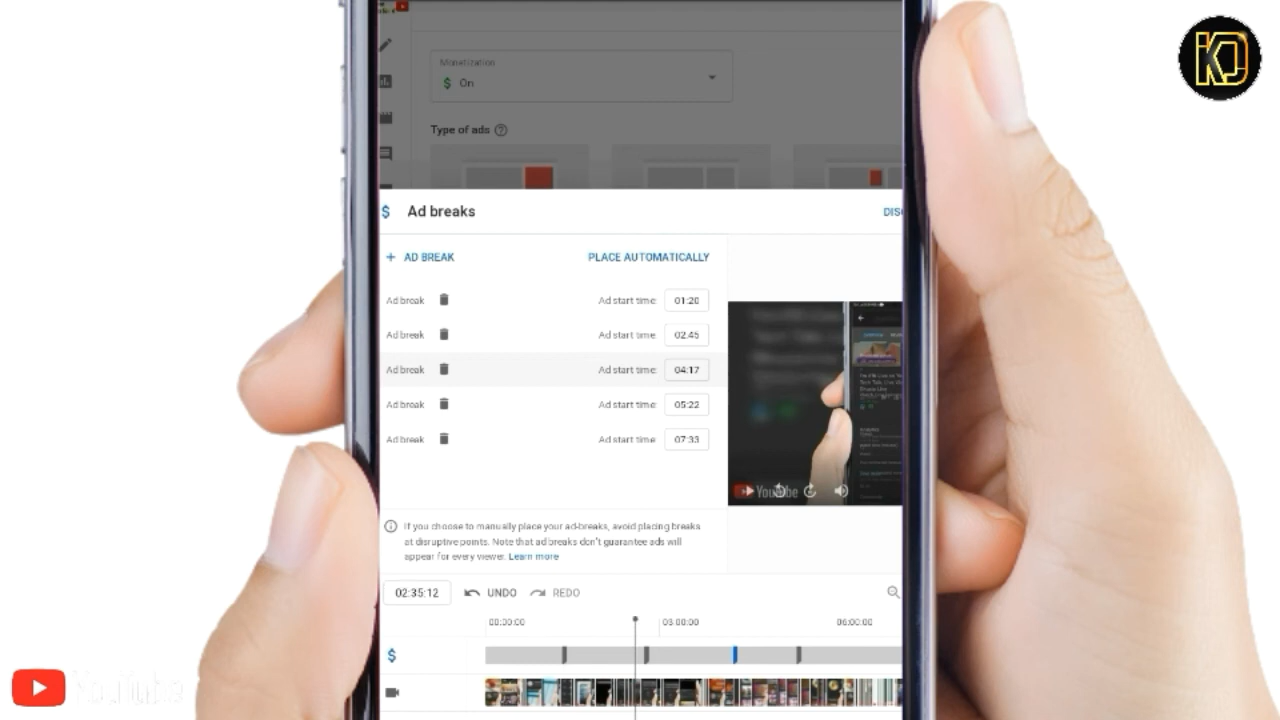 Monetization
$ On
Type of ads ?
$ Ad breaks
DISC
+ AD BREAK
PLACE AUTOMATICALLY
Ad break Ad start time: 01:20
Ad break Ad start time: 02:45
Ad break Ad start time: 04:17
Ad break Ad start time: 05:22
Ad break Ad start time: 07:33
YouTube
If you choose to manually place your ad-breaks, avoid placing breaks
at disruptive points. Note that ad breaks don't guarantee ads will
appear for every viewer. Learn more
02:35:12 UNDO REDO
00:00:00 03:00:00 06:00:00
$
YouTube
KD